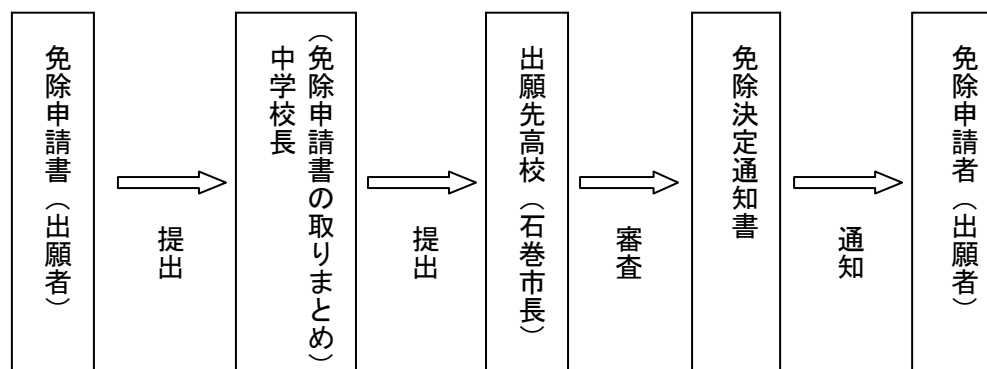 免除申請書（出願者）
提出
中学校長
（免除申請書の取りまとめ）
提出
出願先高校（石巻市長）
審査
免除決定通知書
通知
免除申請者（出願者）